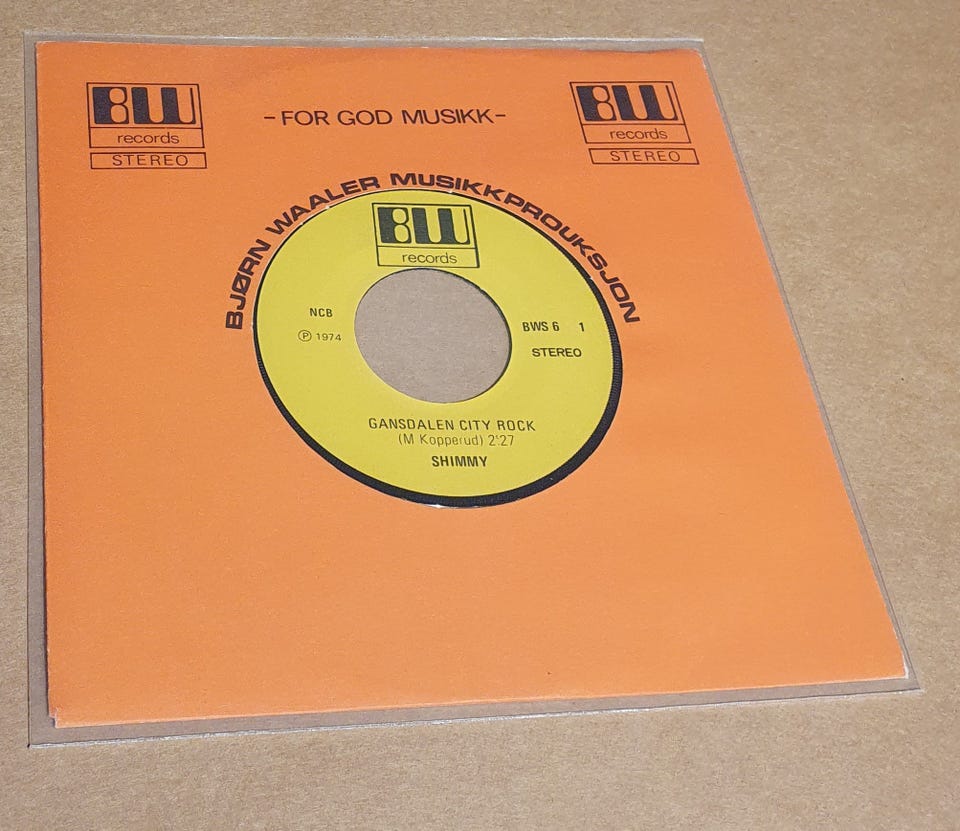 BW
records
STEREO
-FOR GOD MUSIKK-
BW
records
STEREO
BJØRN WAALER MUSIKKPROUKSJON
BW
records
NCB
℗ 1974
BWS 6 1
STEREO
GANSDALEN CITY ROCK
(M Kopperud) 2'27
SHIMMY